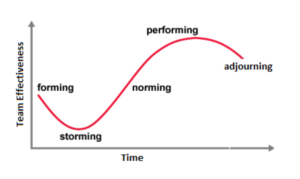 performing
adjourning
forming
norming
storming
Team Effectiveness
Time